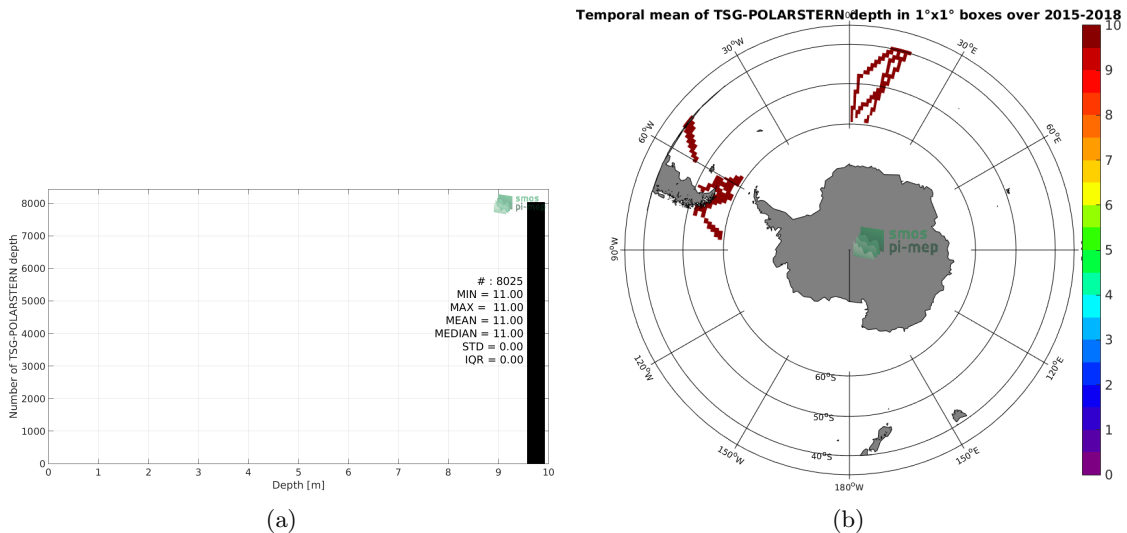 Number of TSG-POLARSTERN depth
8000
7000
6000
5000
4000
3000
2000
1000
0
0 1 2 3 4 5 6 7 8 9 10
Depth [m]
smos
pi-mep
# : 8025
MIN = 11.00
MAX = 11.00
MEAN = 11.00
MEDIAN = 11.00
STD = 0.00
IQR = 0.00
(a)
Temporal mean of TSG-POLARSTERN depth in 1°x1° boxes over 2015-2018
30°W
30°E
60°W
60°E
90°W
120°W
120°E
150°W
150°E
180°W
60°S
50°S
40°S
smos
pi-mep
10
9
8
7
6
5
4
3
2
1
0
(b)